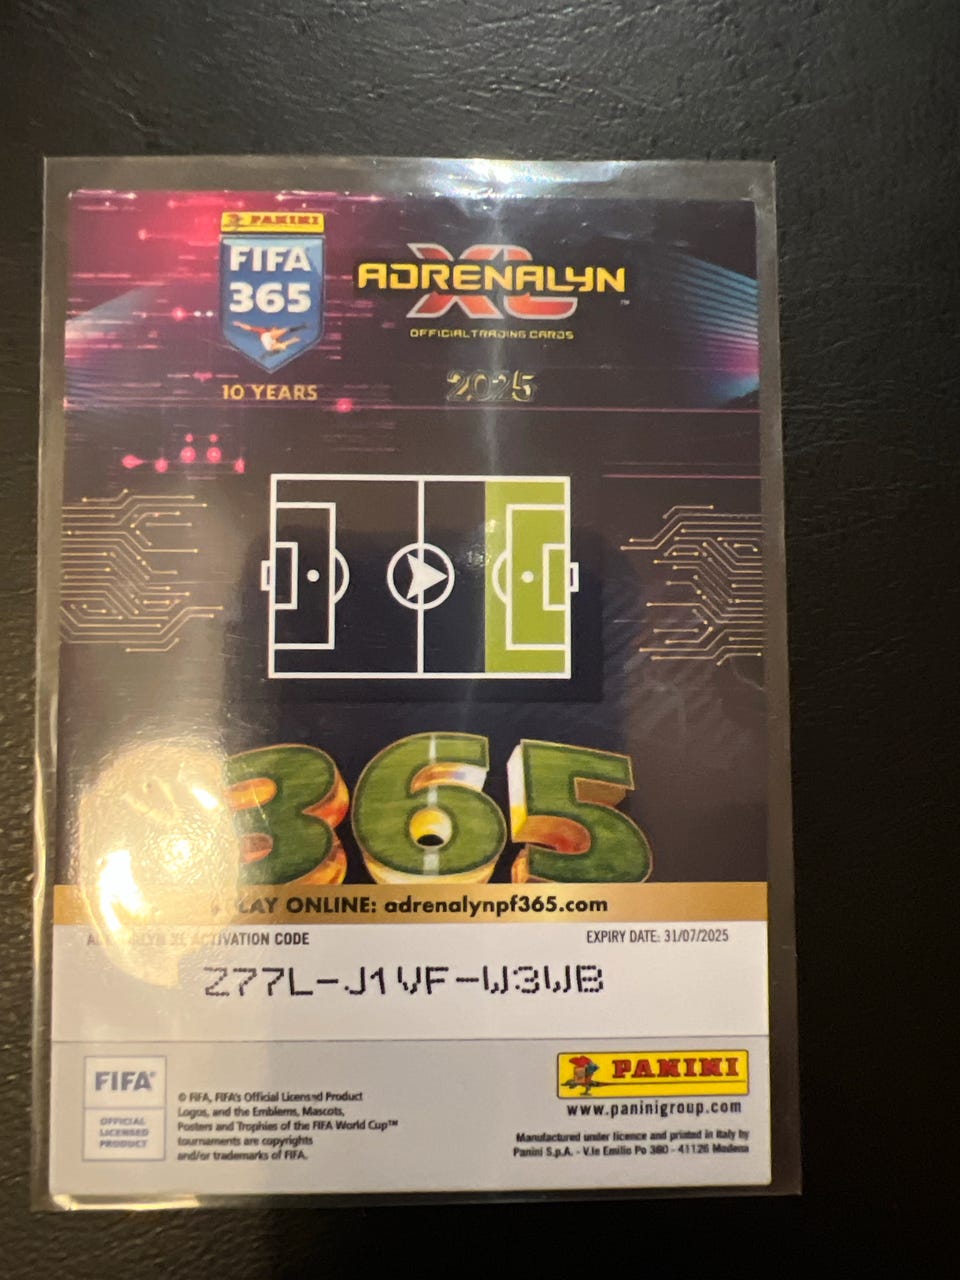 PANINI
FIFA
365
10 YEARS
XL
ADRENALYN
™
OFFICIAL TRADING CARDS
2025
365
PLAY ONLINE: adrenalynpf365.com
ADRENALYN XL ACTIVATION CODE
EXPIRY DATE: 31/07/2025
Z77L-J1VF-W3WB
FIFA®
OFFICIAL
LICENSED
PRODUCT
© FIFA, FIFA's Official Licensed Product
Logos, and the Emblems, Mascots,
Posters and Trophies of the FIFA World Cup™
tournaments are copyrights
and/or trademarks of FIFA.
PANINI
www.paninigroup.com
Manufactured under licence and printed in Italy by
Panini S.p.A. - V.le Emilio Po 380 - 41126 Modena